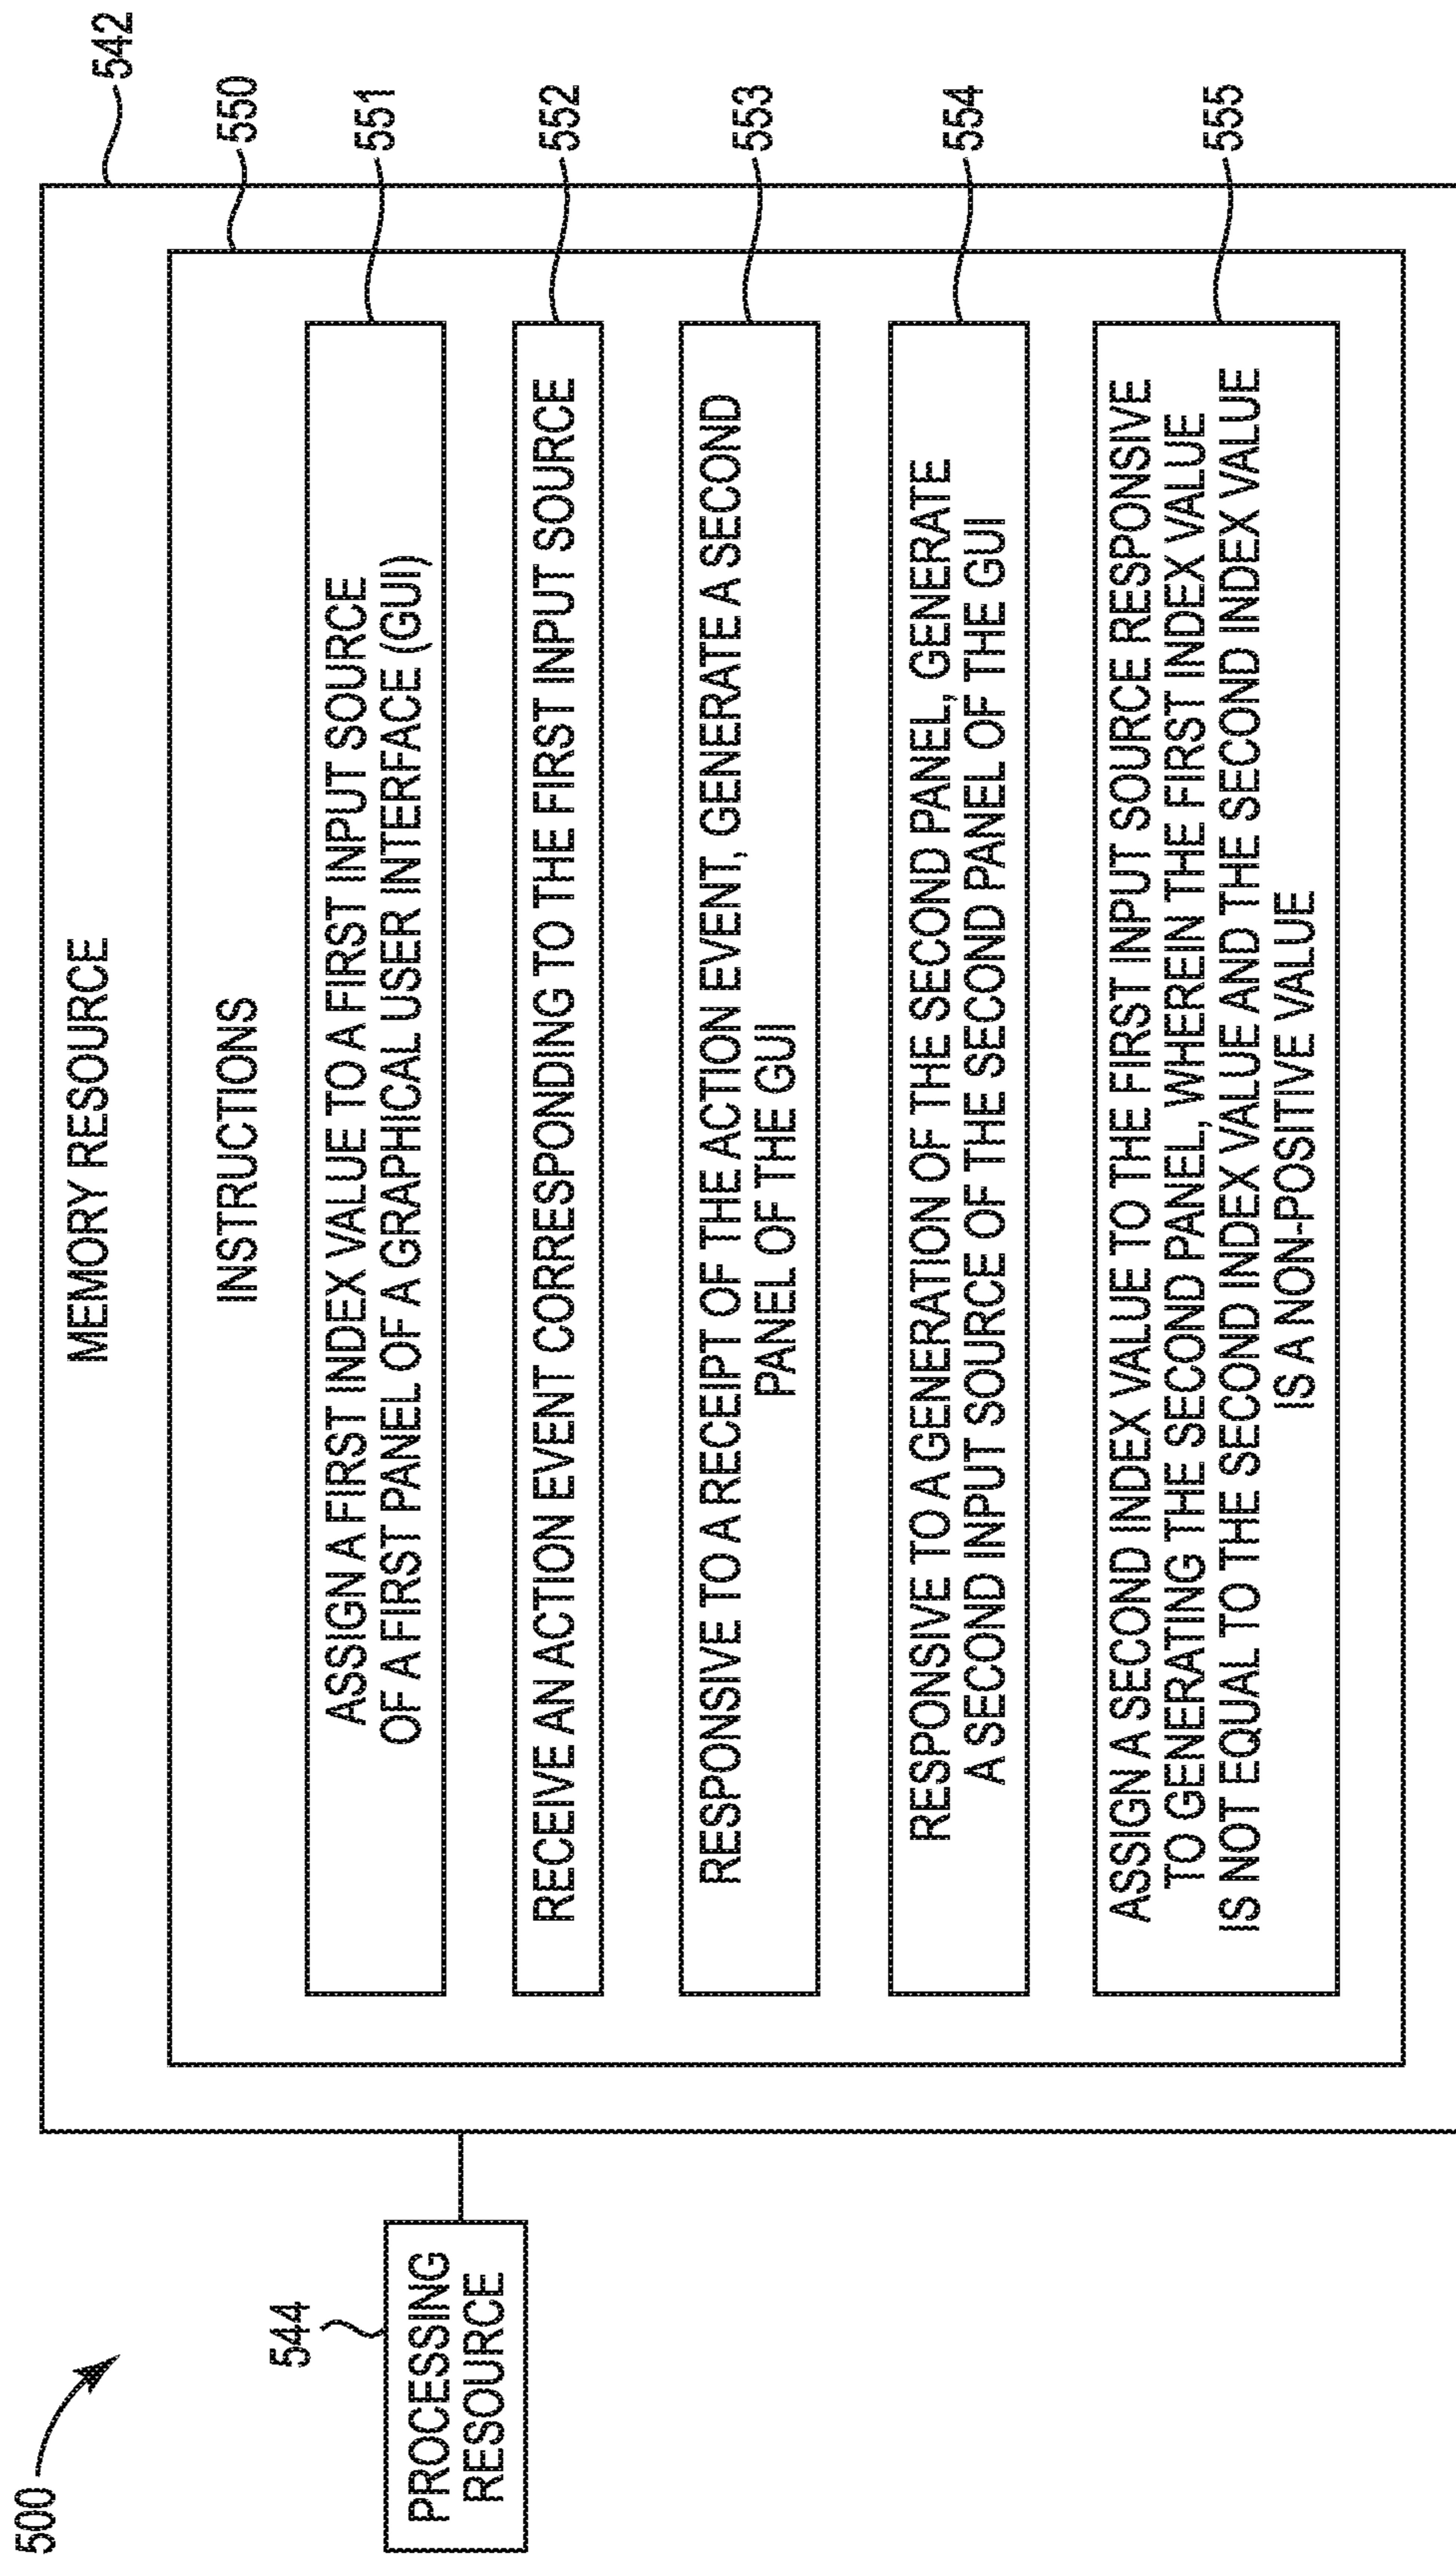 500
544
PROCESSING
RESOURCE
542
MEMORY RESOURCE
550
INSTRUCTIONS
551
ASSIGN A FIRST INDEX VALUE TO A FIRST INPUT SOURCE
OF A FIRST PANEL OF A GRAPHICAL USER INTERFACE (GUI)
552
RECEIVE AN ACTION EVENT CORRESPONDING TO THE FIRST INPUT SOURCE
553
RESPONSIVE TO A RECEIPT OF THE ACTION EVENT, GENERATE A SECOND
PANEL OF THE GUI
554
RESPONSIVE TO A GENERATION OF THE SECOND PANEL, GENERATE
A SECOND INPUT SOURCE OF THE SECOND PANEL OF THE GUI
555
ASSIGN A SECOND INDEX VALUE TO THE FIRST INPUT SOURCE RESPONSIVE
TO GENERATING THE SECOND PANEL, WHEREIN THE FIRST INDEX VALUE
IS NOT EQUAL TO THE SECOND INDEX VALUE AND THE SECOND INDEX VALUE
IS A NON-POSITIVE VALUE